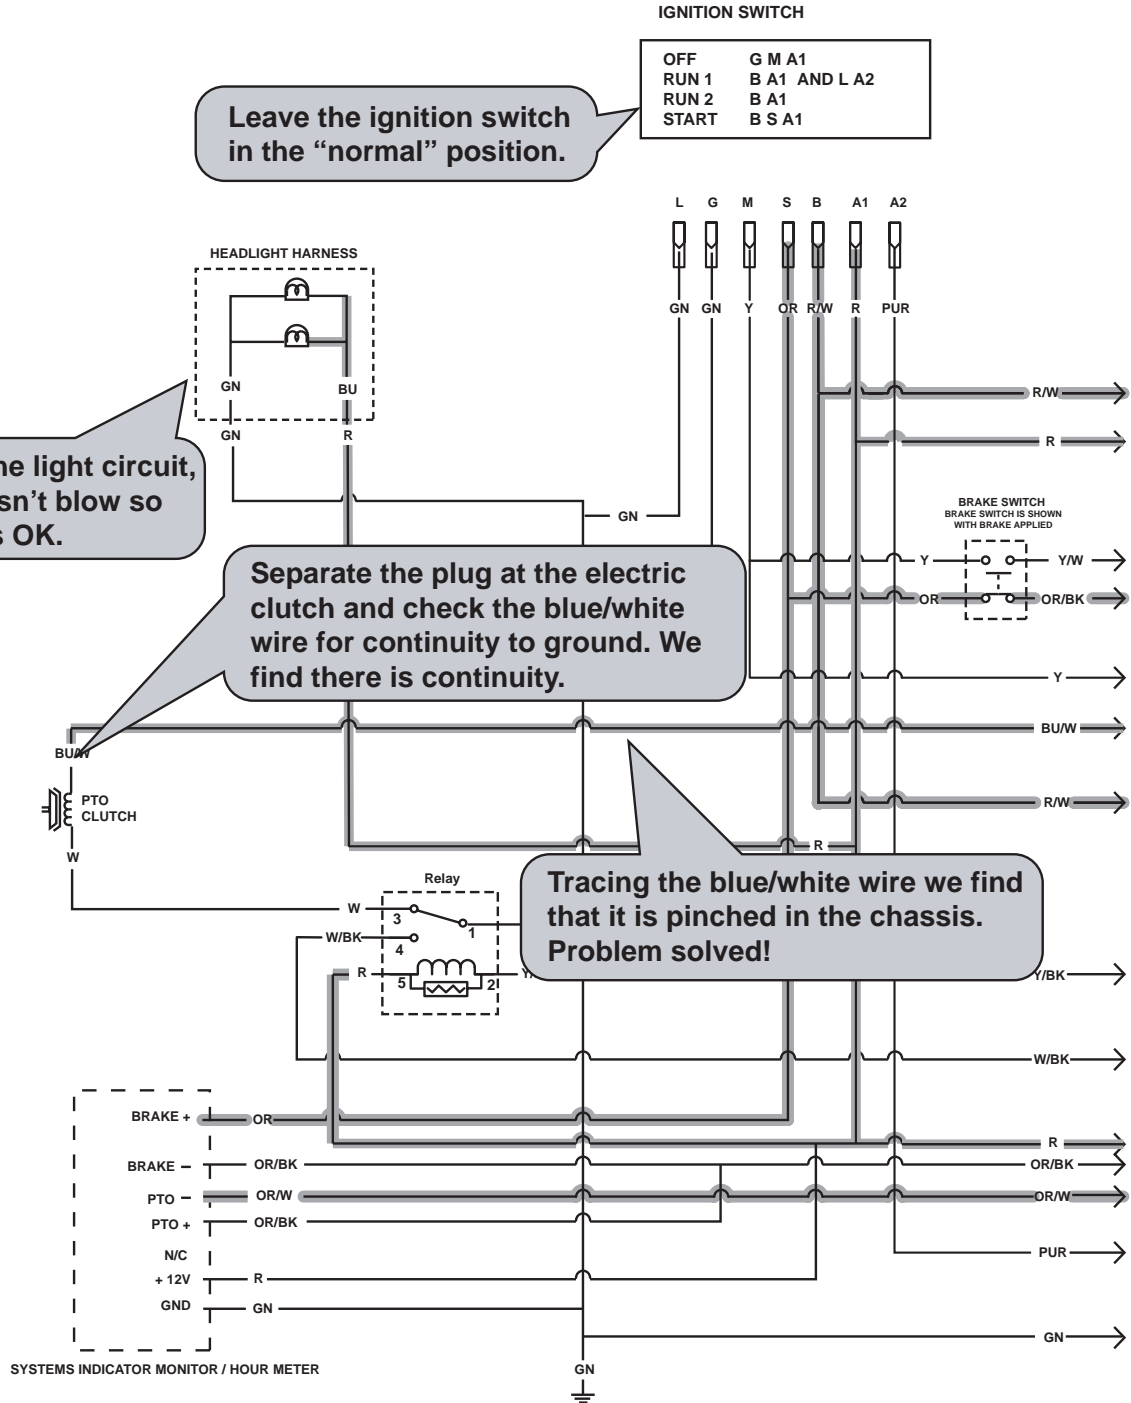 IGNITION SWITCH
OFF G M A1
RUN 1 B A1 AND L A2
RUN 2 B A1
START B S A1
Leave the ignition switch
in the “normal” position.
L G M S B A1 A2
HEADLIGHT HARNESS
GN GN Y OR R/W R PUR
GN BU
R/W
GN R
R
he light circuit,
sn’t blow so
s OK.
BRAKE SWITCH
BRAKE SWITCH IS SHOWN
WITH BRAKE APPLIED
GN
Y Y/W
Separate the plug at the electric
clutch and check the blue/white
wire for continuity to ground. We
find there is continuity.
OR OR/BK
Y
BU/W
BU/W
PTO
CLUTCH
R/W
W
R
Relay
Tracing the blue/white wire we find
that it is pinched in the chassis.
Problem solved!
W 3 1
W/BK 4
R 5 2 Y/
Y/BK
W/BK
BRAKE + OR
R
BRAKE – OR/BK OR/BK
PTO – OR/W OR/W
PTO + OR/BK
N/C
PUR
+ 12V R
GND GN
GN
SYSTEMS INDICATOR MONITOR / HOUR METER
GN